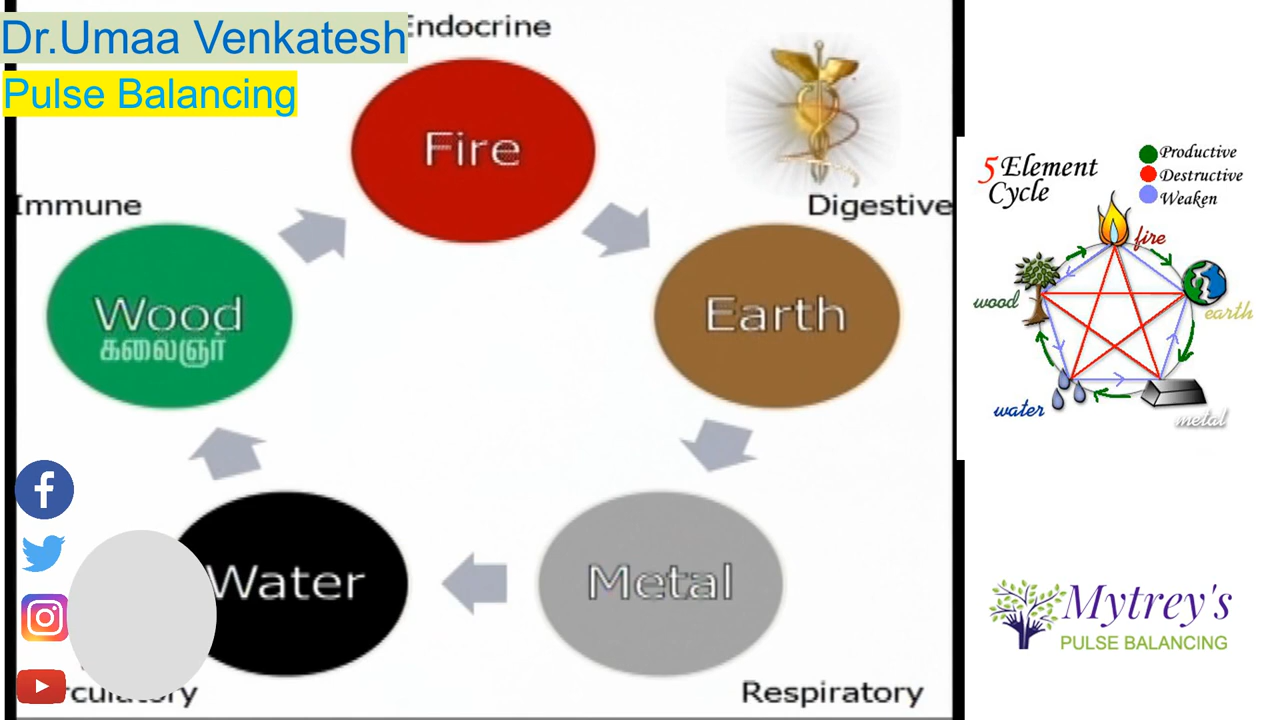 Dr.Umaa Venkatesh
Pulse Balancing
Endocrine
Fire
Immune
Digestive
Wood
கலைஞர்
Earth
Water
Metal
Respiratory
5 Element
Cycle
Productive
Destructive
Weaken
fire
wood
earth
water
metal
Mytrey's
PULSE BALANCING